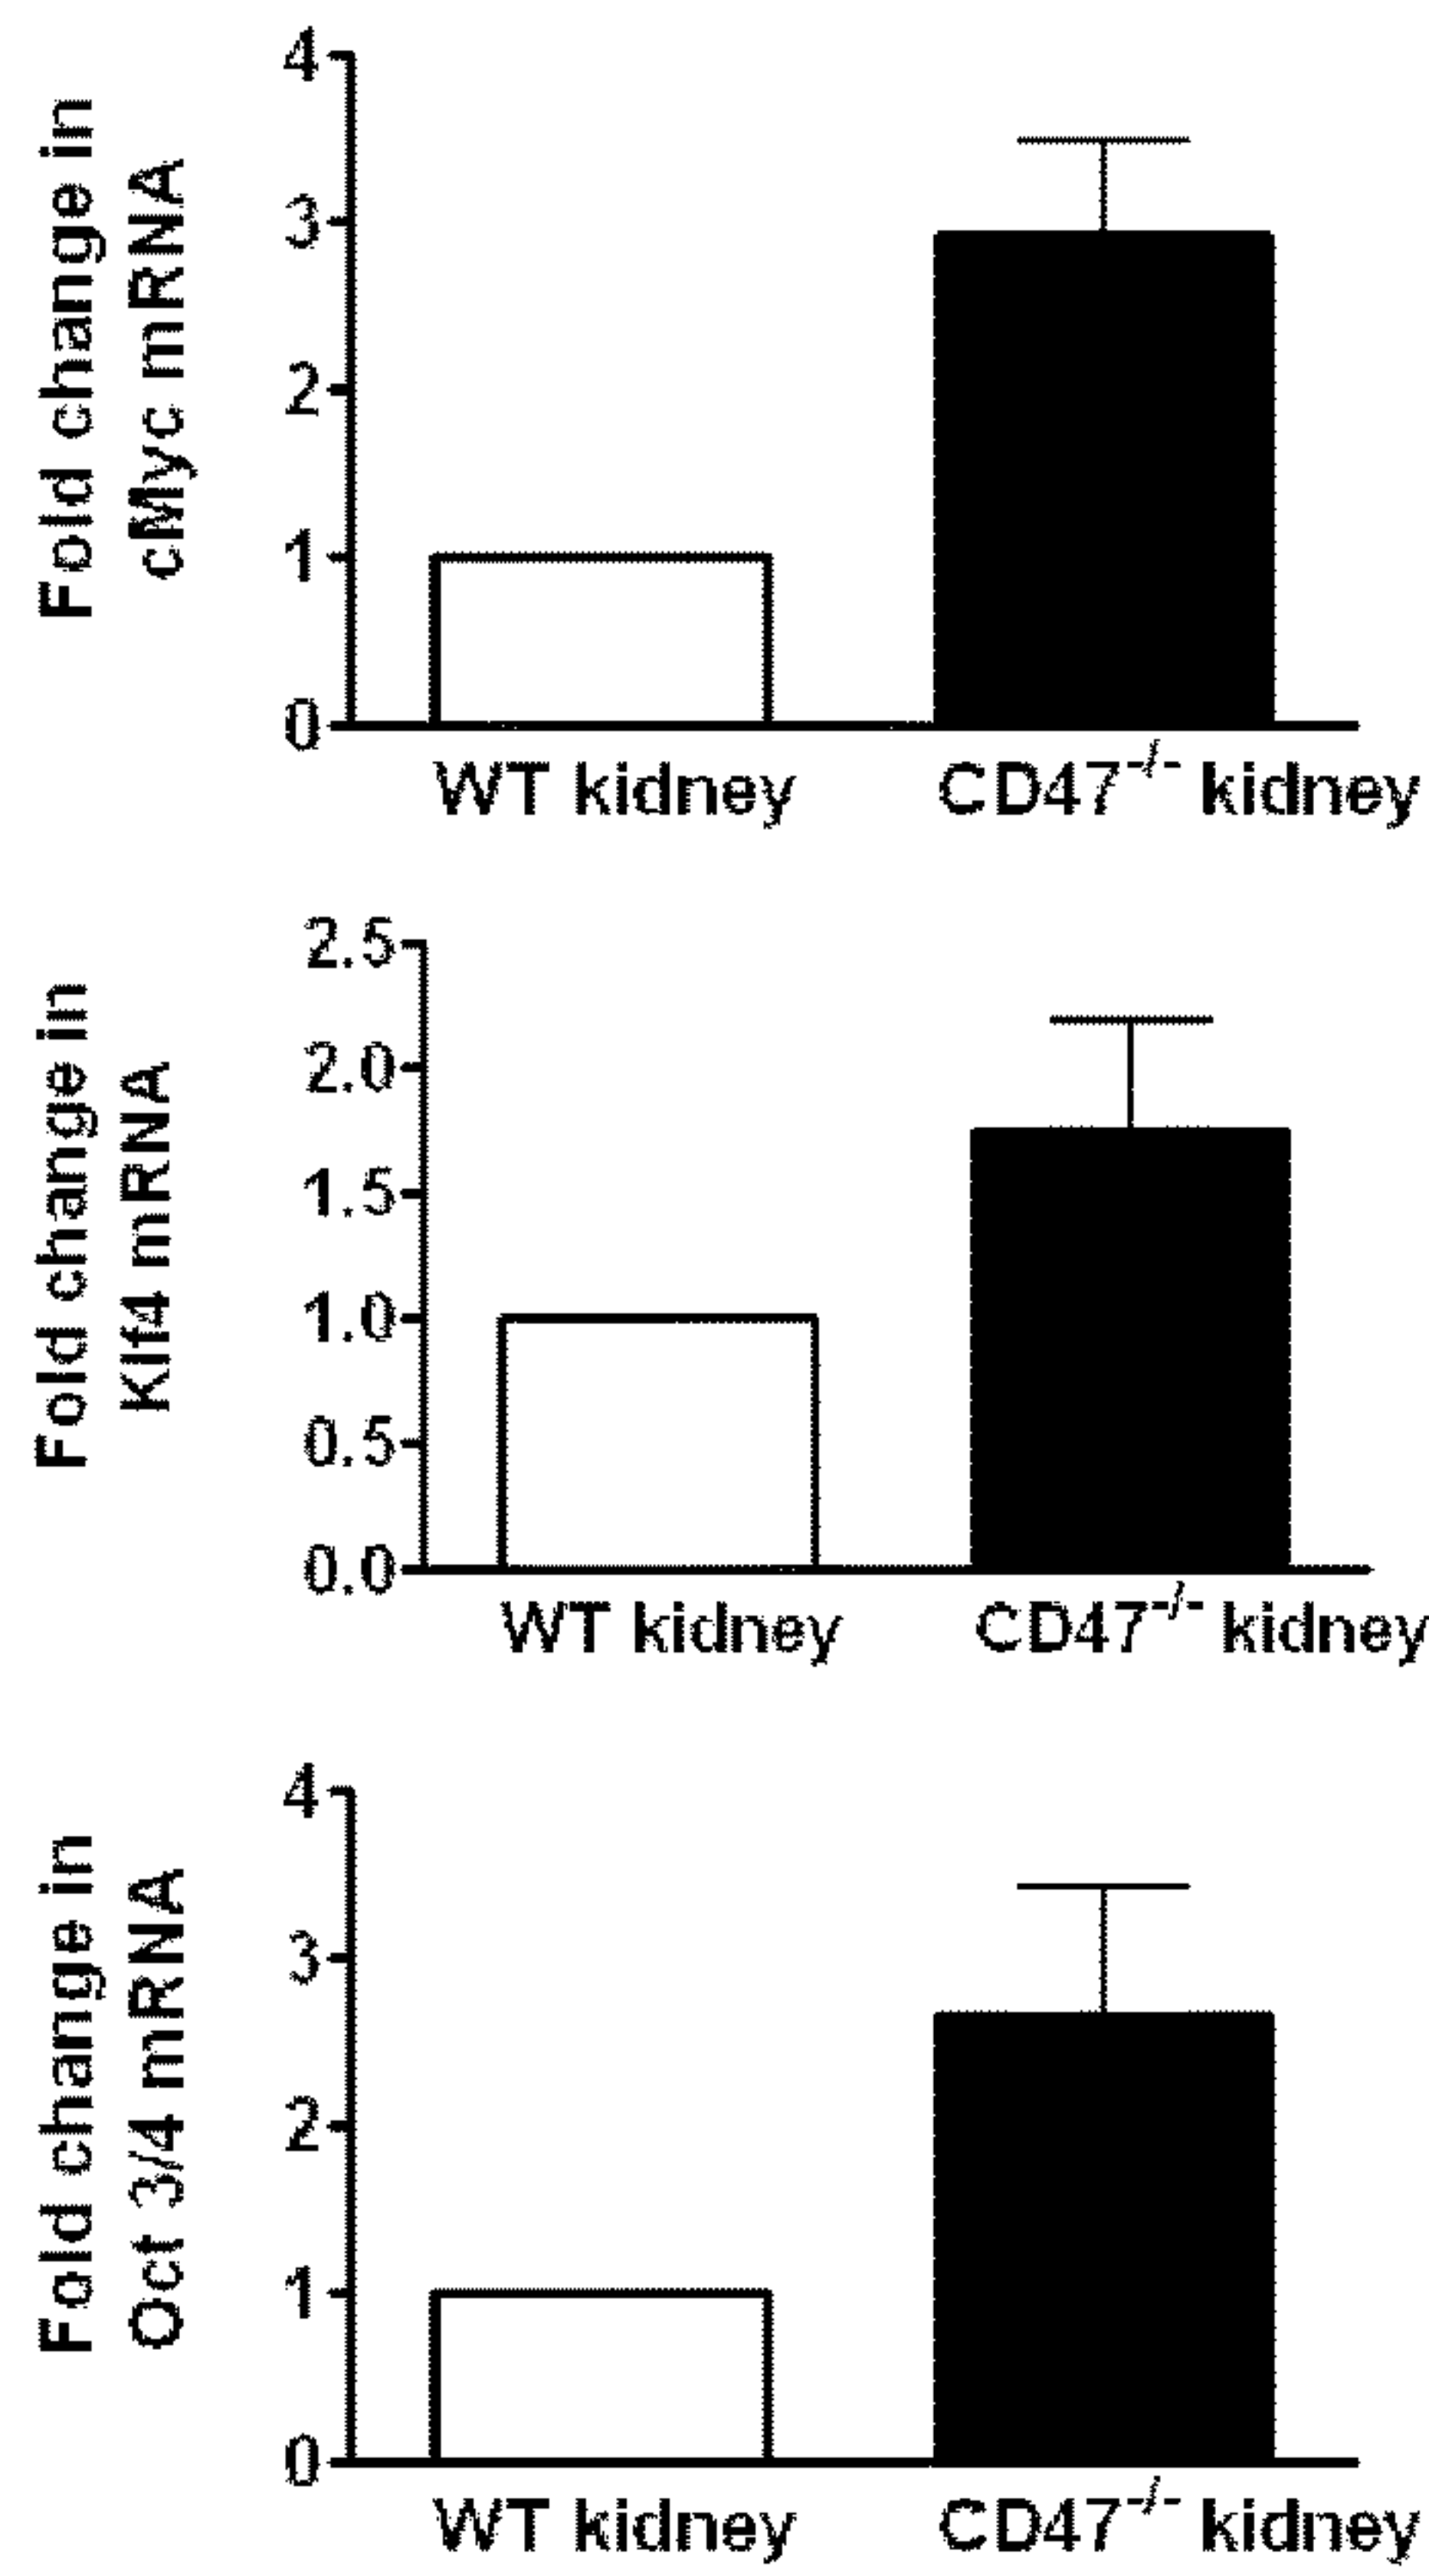 Fold change in
cMyc mRNA
4
3
2
1
0
WT kidney
CD47-/- kidney
Fold change in
Klf4 mRNA
2.5
2.0
1.5
1.0
0.5
0.0
WT kidney
CD47-/- kidney
Fold change in
Oct 3/4 mRNA
4
3
2
1
0
WT kidney
CD47-/- kidney